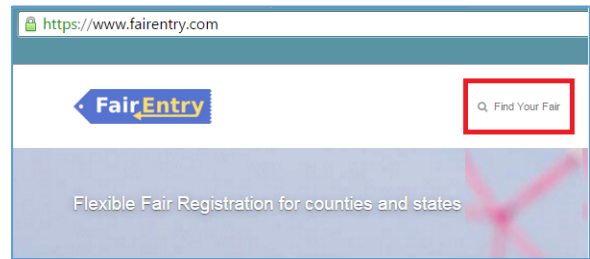 https://www.fairentry.com
FairEntry
Find Your Fair
Flexible Fair Registration for counties and states